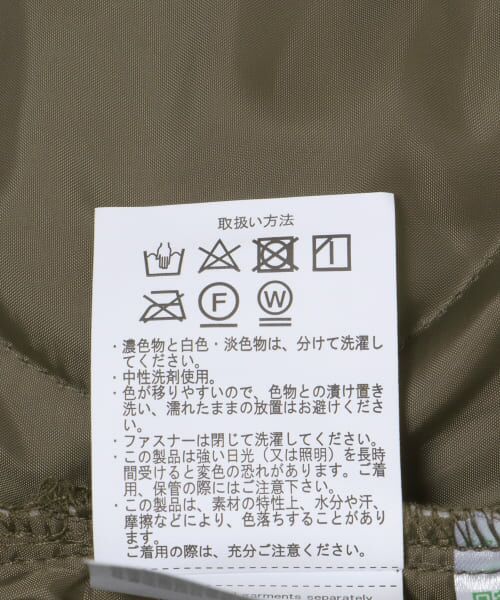 取扱い方法
F
W
・濃色物と白色・淡色物は、分けて洗濯し
てください。
・中性洗剤使用。
・色が移りやすいので、色物との漬け置き
洗い、濡れたままの放置はお避けくださ
い。
・ファスナーは閉じて洗濯してください。
・この製品は強い日光（又は照明）を長時
間受けると変色の恐れがあります。ご着
用、保管の際にはご注意下さい。
・この製品は、素材の特性上、水分や汗、
摩擦などにより、色落ちすることがあり
ます。
ご着用の際は、充分ご注意ください。
garments separately